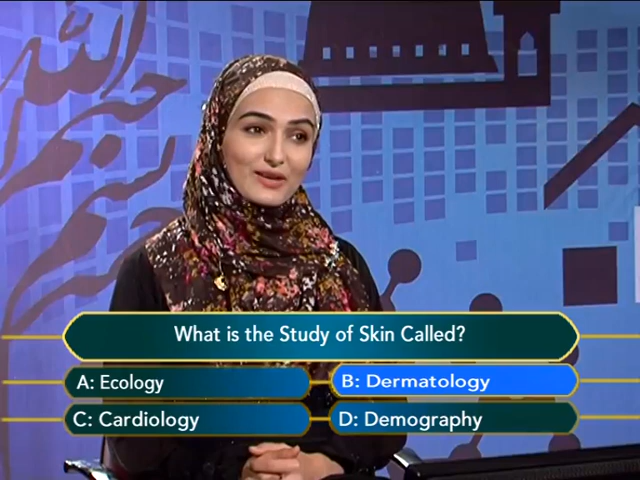 What is the Study of Skin Called?
A: Ecology
B: Dermatology
C: Cardiology
D: Demography